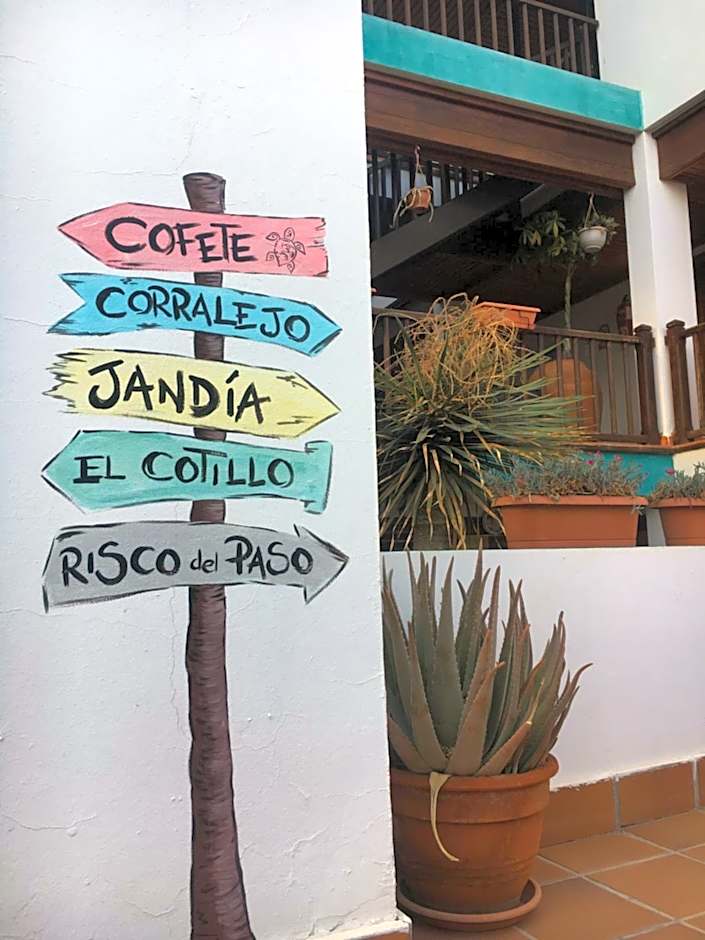 COFETE
CORRALEJO
JANDÍA
EL COTILLO
RISCO del PASO